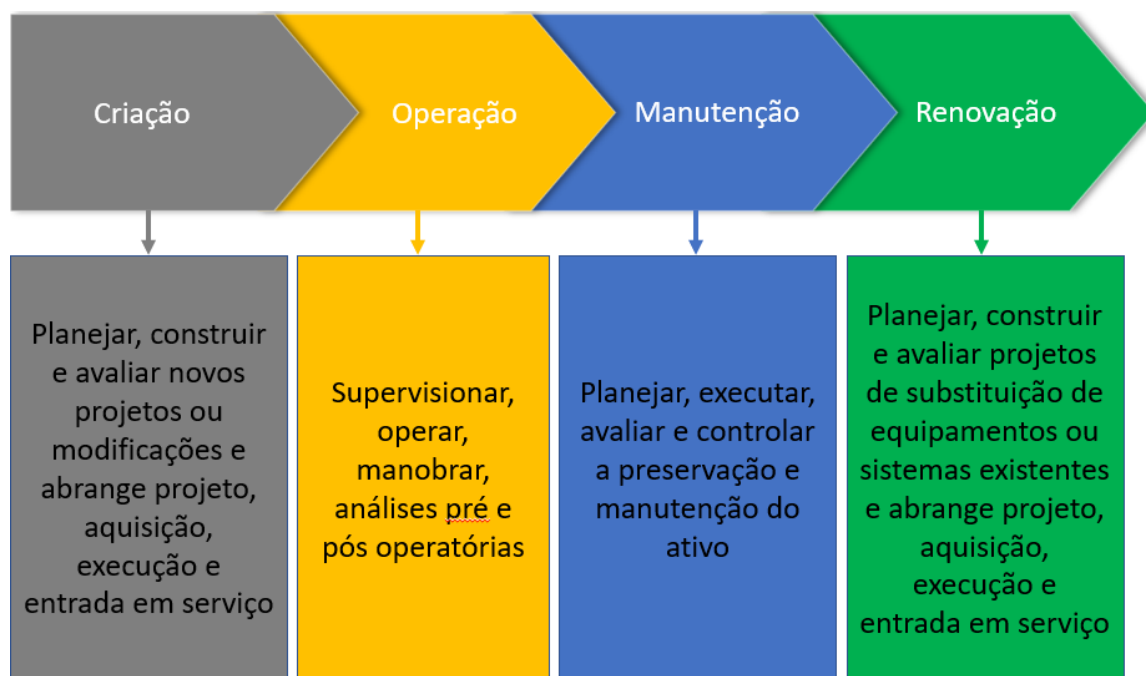 Criação
Operação
Manutenção
Renovação
Planejar, construir
e avaliar novos
projetos ou
modificações e
abrange projeto,
aquisição,
execução e
entrada em serviço
Supervisionar,
operar,
manobrar,
análises pré e
pós operatórias
Planejar, executar,
avaliar e controlar
a preservação e
manutenção do
ativo
Planejar, construir
e avaliar projetos
de substituição de
equipamentos ou
sistemas existentes
e abrange projeto,
aquisição,
execução e
entrada em serviço